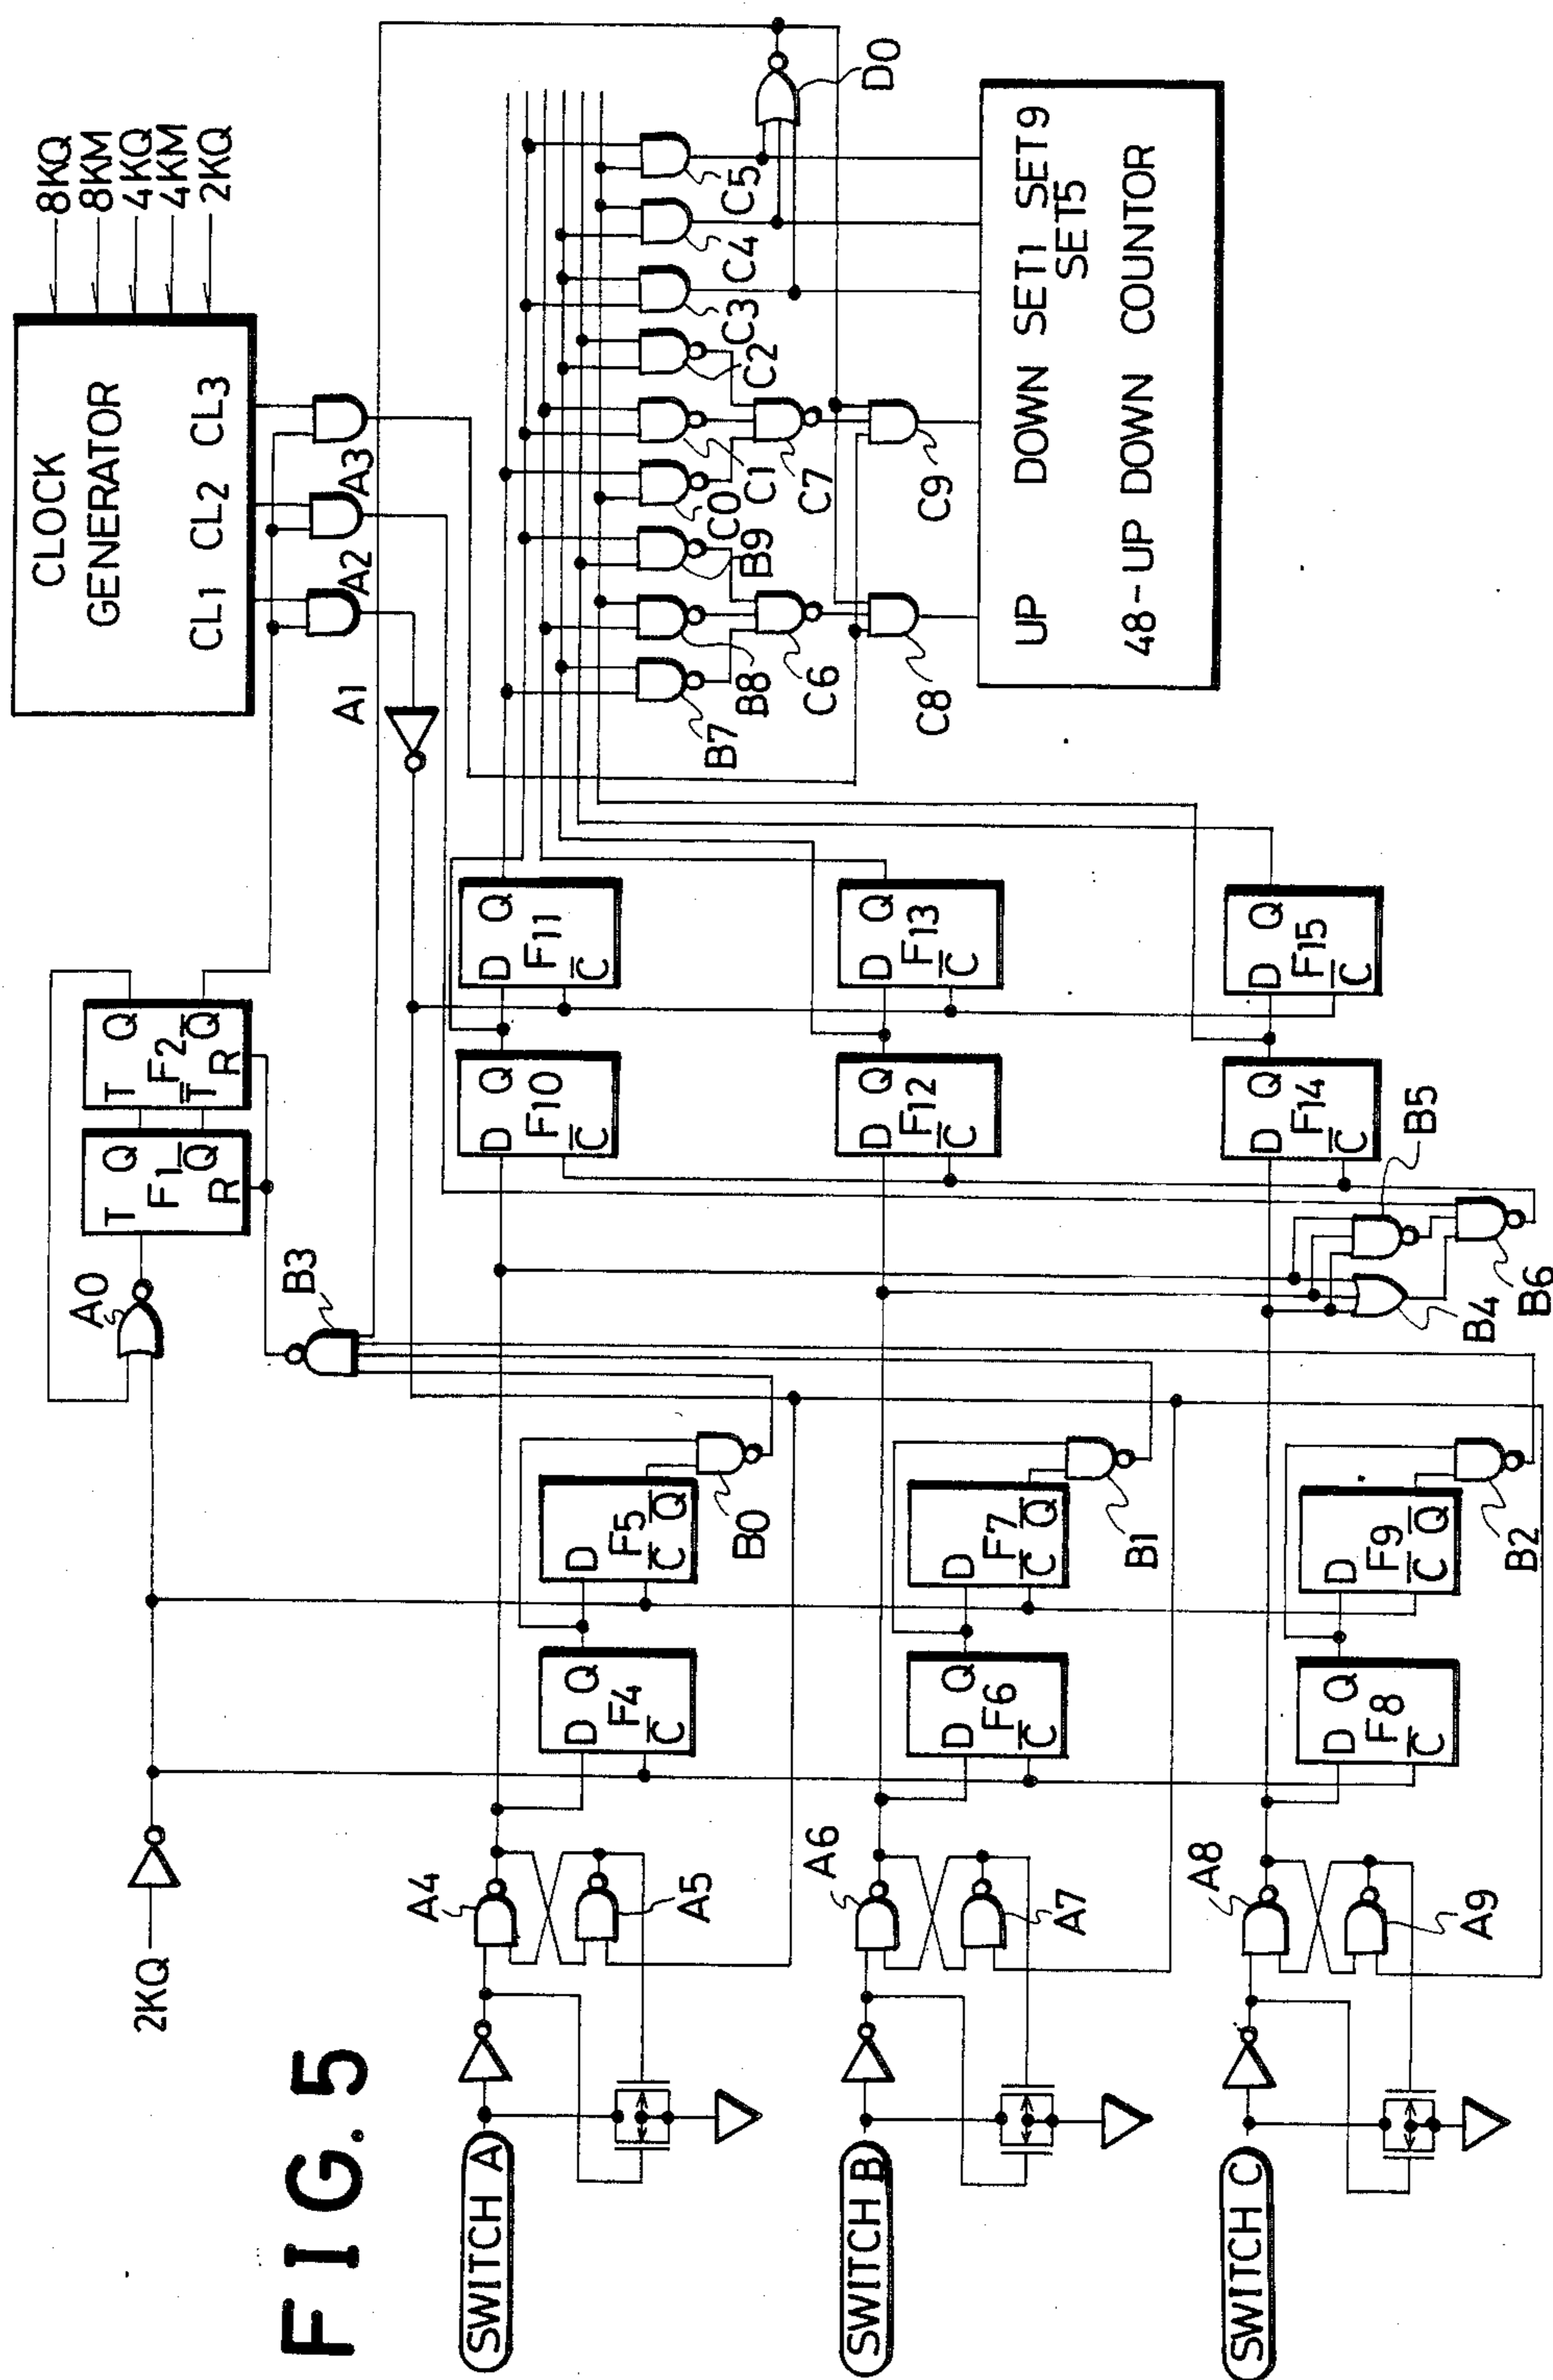 FIG. 5
2KQ
A0
T Q
F1
Q
R
T Q
F2
T Q
R
B3
CLOCK
GENERATOR
CL1 CL2 CL3
8KQ
8KM
4KQ
4KM
2KQ
A1
A2
A3
SWITCH A
A4
A5
D Q
F4
C
D
F5
C Q
B0
D Q
F10
C
D Q
F11
C
SWITCH B
A6
A7
D Q
F6
C
D
F7
C Q
B1
D Q
F12
C
D Q
F13
C
SWITCH C
A8
A9
D Q
F8
C
D
F9
C Q
B2
B4
B5
B6
D Q
F14
C
D Q
F15
C
B7
B8
B9
C0
C1
C2
C3
C4
C5
C6
C7
C8
C9
D0
UP DOWN SET1 SET9
SET5
48-UP DOWN COUNTOR